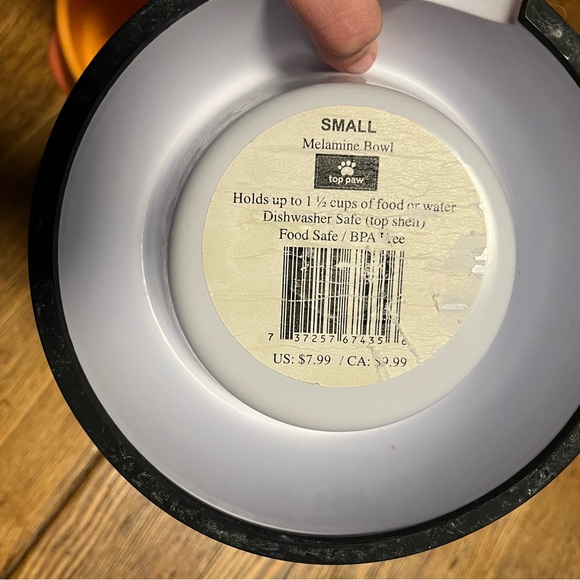 SMALL
Melamine Bowl
top paw
Holds up to 1 ½ cups of food or water
Dishwasher Safe (top shelf)
Food Safe / BPA Free
7 37257 67435 6
US: $7.99 / CA: $9.99